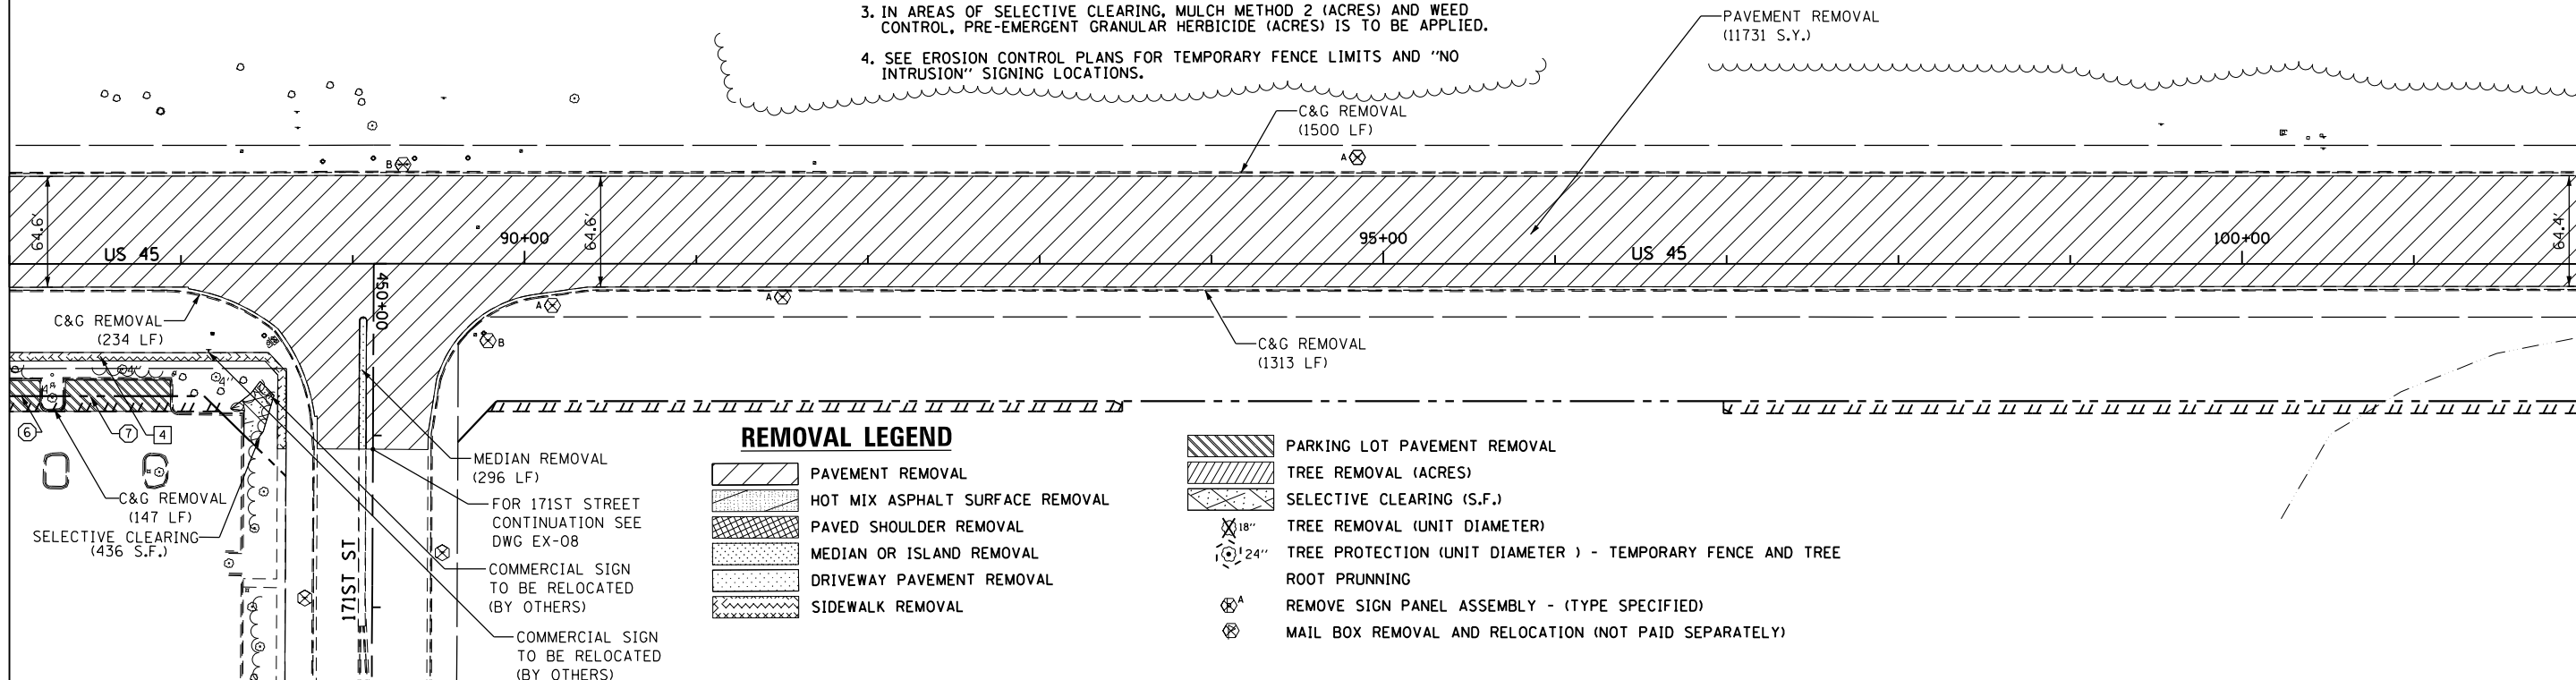 3. IN AREAS OF SELECTIVE CLEARING, MULCH METHOD 2 (ACRES) AND WEED
CONTROL, PRE-EMERGENT GRANULAR HERBICIDE (ACRES) IS TO BE APPLIED.
4. SEE EROSION CONTROL PLANS FOR TEMPORARY FENCE LIMITS AND "NO
INTRUSION" SIGNING LOCATIONS.
PAVEMENT REMOVAL
(11731 S.Y.)
C&G REMOVAL
(1500 LF)
B
A
64.6'
US 45
90+00
64.6'
95+00
US 45
100+00
64.4'
450+00
A
A
B
C&G REMOVAL
(234 LF)
C&G REMOVAL
(1313 LF)
4"
4"
4"
6
7
4
C&G REMOVAL
(147 LF)
SELECTIVE CLEARING
(436 S.F.)
171ST ST
MEDIAN REMOVAL
(296 LF)
FOR 171ST STREET
CONTINUATION SEE
DWG EX-08
COMMERCIAL SIGN
TO BE RELOCATED
(BY OTHERS)
COMMERCIAL SIGN
TO BE RELOCATED
(BY OTHERS)
REMOVAL LEGEND
PAVEMENT REMOVAL
HOT MIX ASPHALT SURFACE REMOVAL
PAVED SHOULDER REMOVAL
MEDIAN OR ISLAND REMOVAL
DRIVEWAY PAVEMENT REMOVAL
SIDEWALK REMOVAL
PARKING LOT PAVEMENT REMOVAL
TREE REMOVAL (ACRES)
SELECTIVE CLEARING (S.F.)
18" TREE REMOVAL (UNIT DIAMETER)
24" TREE PROTECTION (UNIT DIAMETER ) - TEMPORARY FENCE AND TREE
ROOT PRUNNING
A REMOVE SIGN PANEL ASSEMBLY - (TYPE SPECIFIED)
MAIL BOX REMOVAL AND RELOCATION (NOT PAID SEPARATELY)